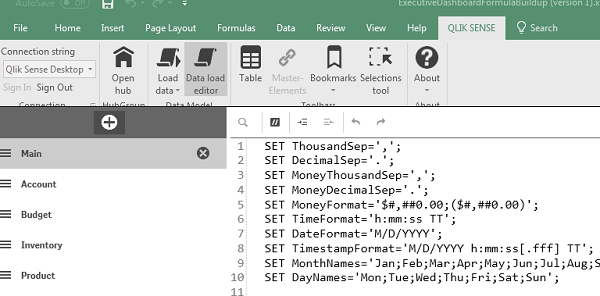 AutoSave Off
ExecutiveDashboardFormulaBuildup (version 1).x
File Home Insert Page Layout Formulas Data Review View QLIK SENSE Search
Connection string
Qlik Sense Desktop
Sign In Sign Out
Connection
Open hub
HubGroup
Load data
Data load editor
Data Model
Table
Master-Elements
Bookmarks
Selections tool
Toolbars
About
About
Main
Account
Budget
Inventory
Product
1 SET ThousandSep=',';
2 SET DecimalSep='.';
3 SET MoneyThousandSep=',';
4 SET MoneyDecimalSep='.';
5 SET MoneyFormat='$#,##0.00;($#,##0.00)';
6 SET TimeFormat='h:mm:ss TT';
7 SET DateFormat='M/D/YYYY';
8 SET TimestampFormat='M/D/YYYY h:mm:ss[.fff] TT';
9 SET MonthNames='Jan;Feb;Mar;Apr;May;Jun;Jul;Aug;S
10 SET DayNames='Mon;Tue;Wed;Thu;Fri;Sat;Sun';
11